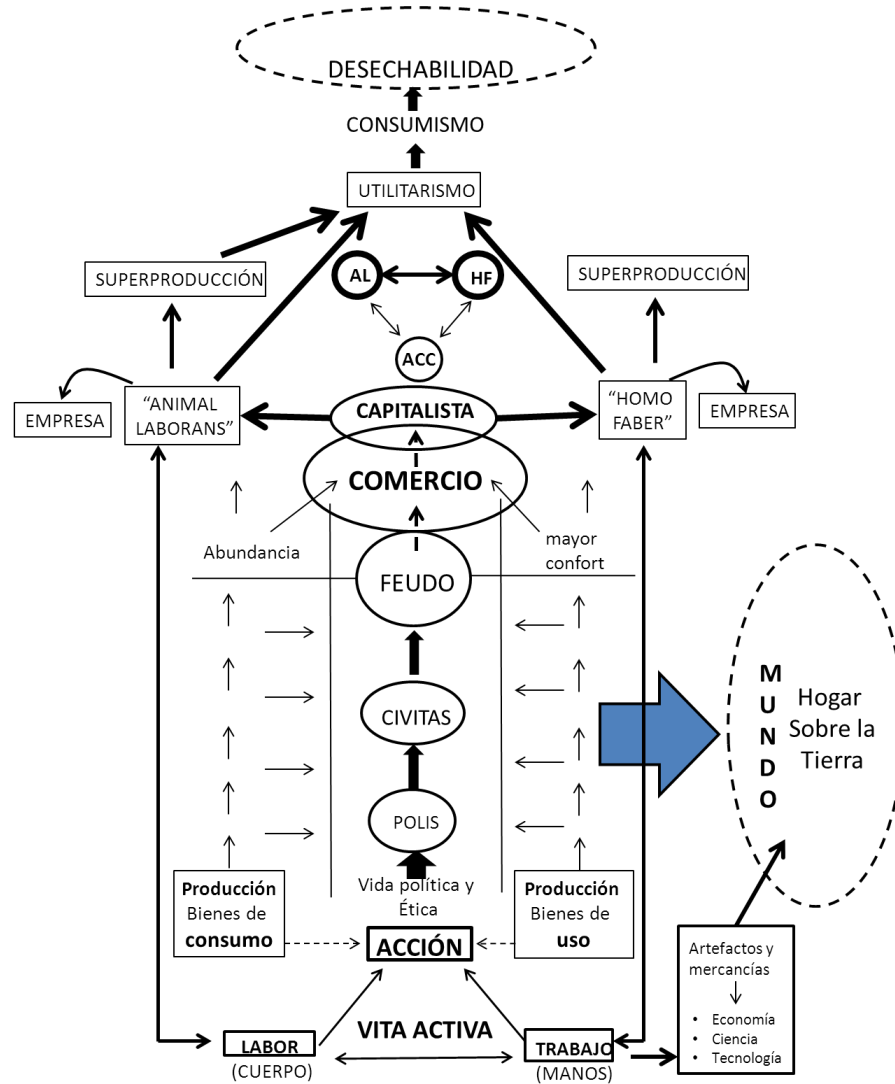 DESECHABILIDAD
CONSUMISMO
UTILITARISMO
SUPERPRODUCCIÓN
AL
HF
SUPERPRODUCCIÓN
ACC
EMPRESA
“ANIMAL
LABORANS”
CAPITALISTA
“HOMO
FABER”
EMPRESA
COMERCIO
Abundancia
mayor
confort
FEUDO
CIVITAS
POLIS
MUNDO
Hogar
Sobre la
Tierra
Vida política y
Ética
Producción
Bienes de
consumo
Producción
Bienes de
uso
ACCIÓN
Artefactos y
mercancías
• Economía
• Ciencia
• Tecnología
VITA ACTIVA
LABOR
(CUERPO)
TRABAJO
(MANOS)